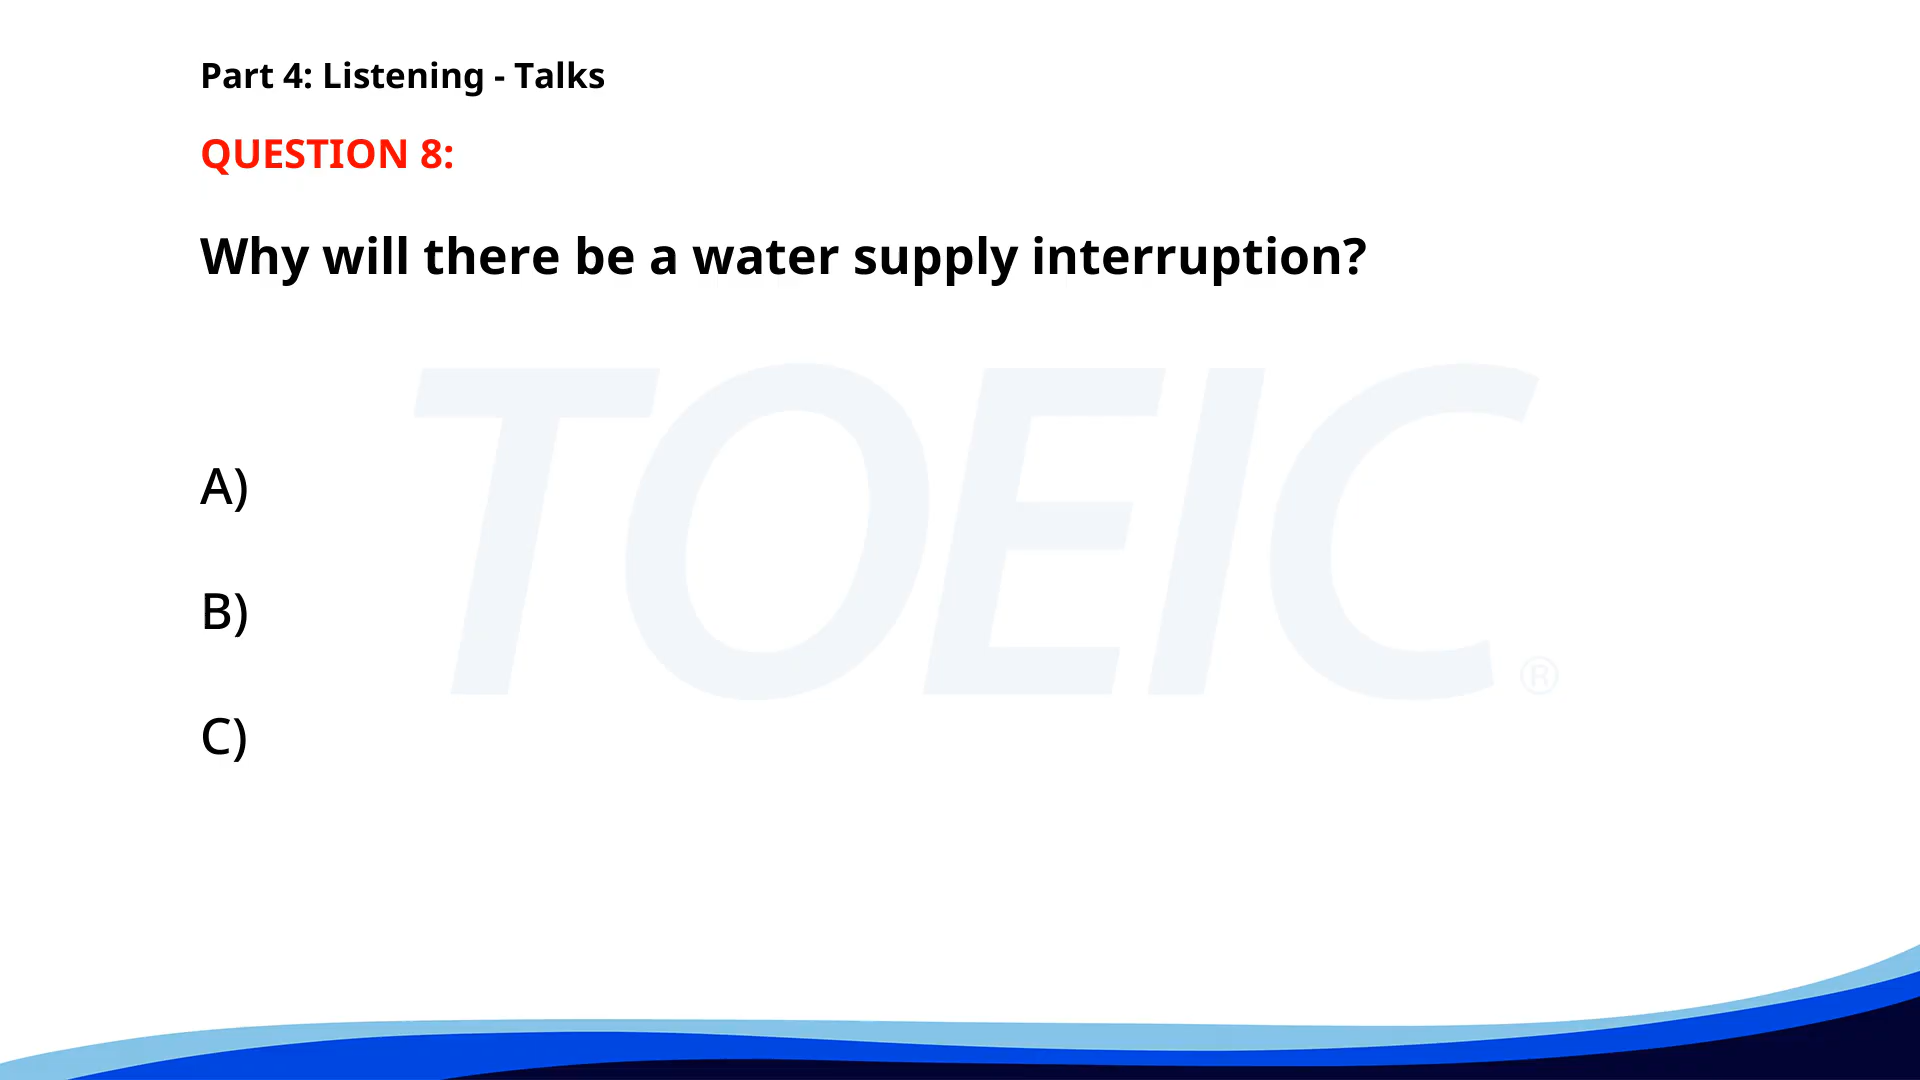 Part 4: Listening - Talks
QUESTION 8:
Why will there be a water supply interruption?
TOEIC®
A)
B)
C)